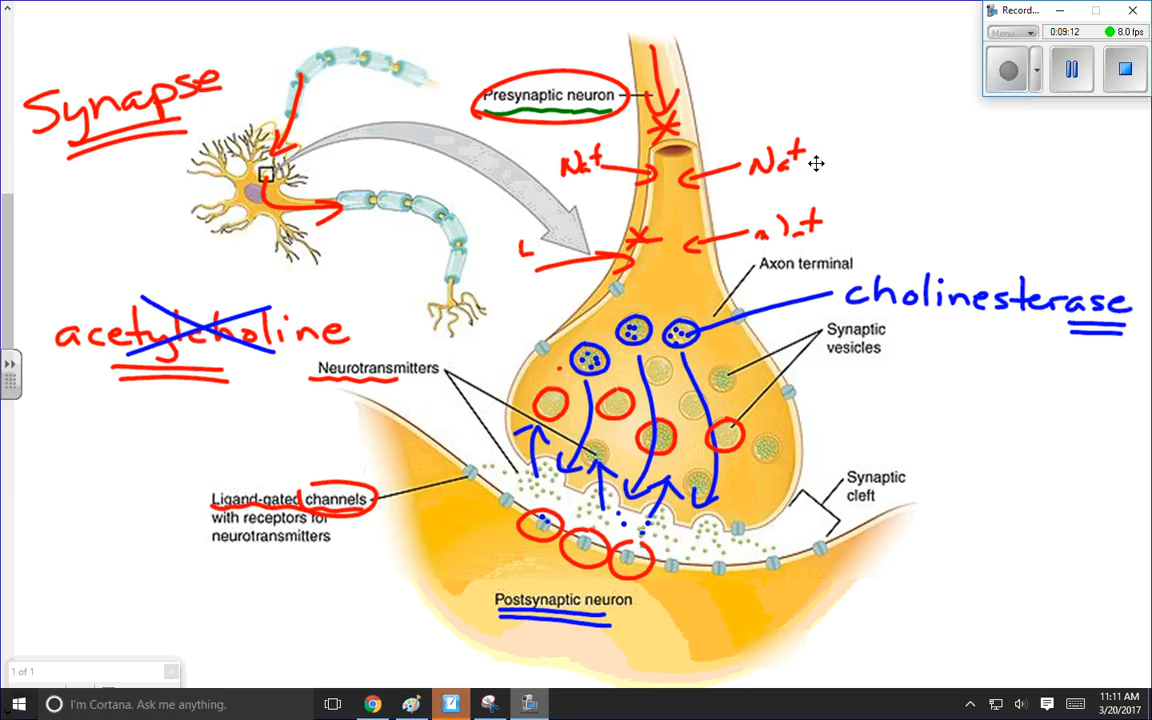 Record...
Menu
0:09:12
8.0 fps
Synapse
Presynaptic neuron
Na+
Na+
Axon terminal
cholinesterase
acetylcholine
Synaptic
vesicles
Neurotransmitters
Ligand-gated channels
with receptors for
neurotransmitters
Synaptic
cleft
Postsynaptic neuron
1 of 1
I'm Cortana. Ask me anything.
11:11 AM
3/20/2017